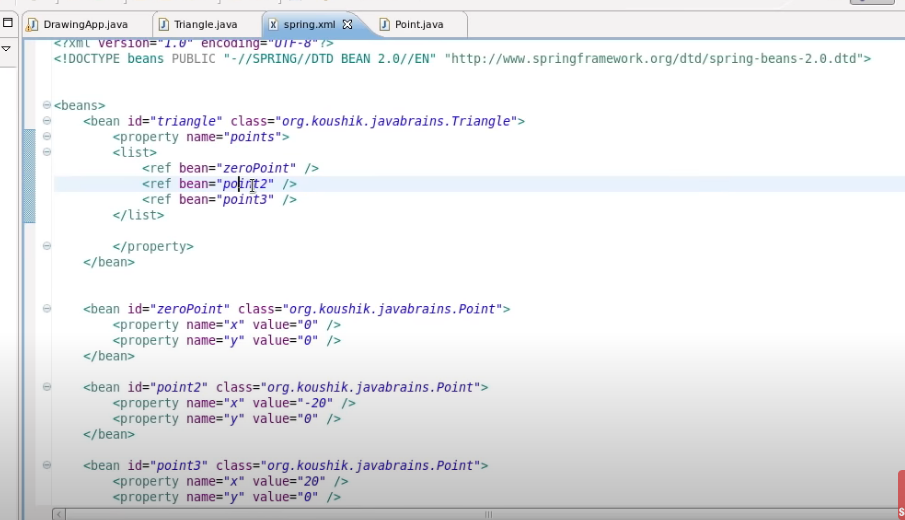 DrawingApp.java
Triangle.java
spring.xml
Point.java
<?xml version="1.0" encoding="UTF-8"?>
<!DOCTYPE beans PUBLIC "-//SPRING//DTD BEAN 2.0//EN" "http://www.springframework.org/dtd/spring-beans-2.0.dtd">
<beans>
<bean id="triangle" class="org.koushik.javabrains.Triangle">
<property name="points">
<list>
<ref bean="zeroPoint" />
<ref bean="point2" />
<ref bean="point3" />
</list>
</property>
</bean>
<bean id="zeroPoint" class="org.koushik.javabrains.Point">
<property name="x" value="0" />
<property name="y" value="0" />
</bean>
<bean id="point2" class="org.koushik.javabrains.Point">
<property name="x" value="-20" />
<property name="y" value="0" />
</bean>
<bean id="point3" class="org.koushik.javabrains.Point">
<property name="x" value="20" />
<property name="y" value="0" />